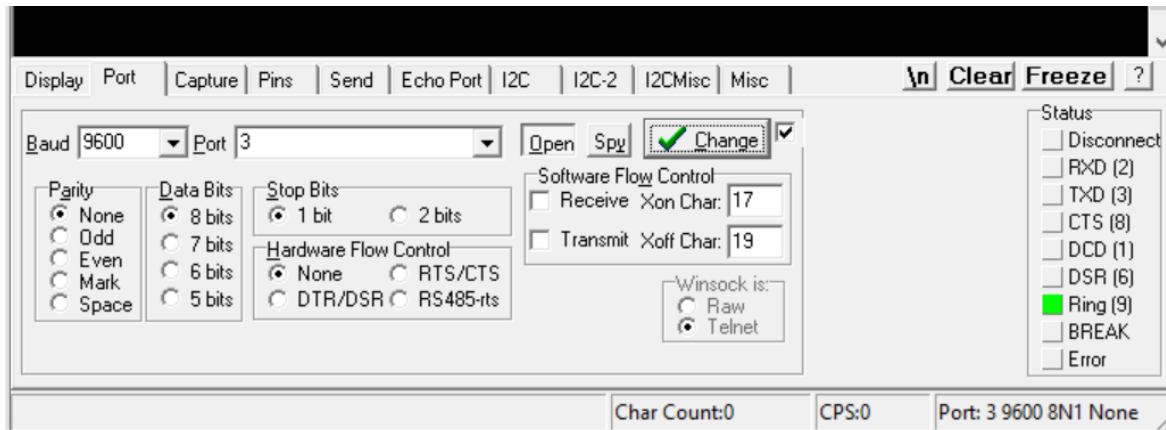 Display Port Capture Pins Send Echo Port I2C I2C-2 I2CMisc Misc \n Clear Freeze ?
Baud 9600 Port 3 Open Spy Change
Parity
None
Odd
Even
Mark
Space
Data Bits
8 bits
7 bits
6 bits
5 bits
Stop Bits
1 bit 2 bits
Hardware Flow Control
None RTS/CTS
DTR/DSR RS485-rts
Software Flow Control
Receive Xon Char: 17
Transmit Xoff Char: 19
Winsock is:
Raw
Telnet
Status
Disconnect
RXD (2)
TXD (3)
CTS (8)
DCD (1)
DSR (6)
Ring (9)
BREAK
Error
Char Count:0 CPS:0 Port: 3 9600 8N1 None